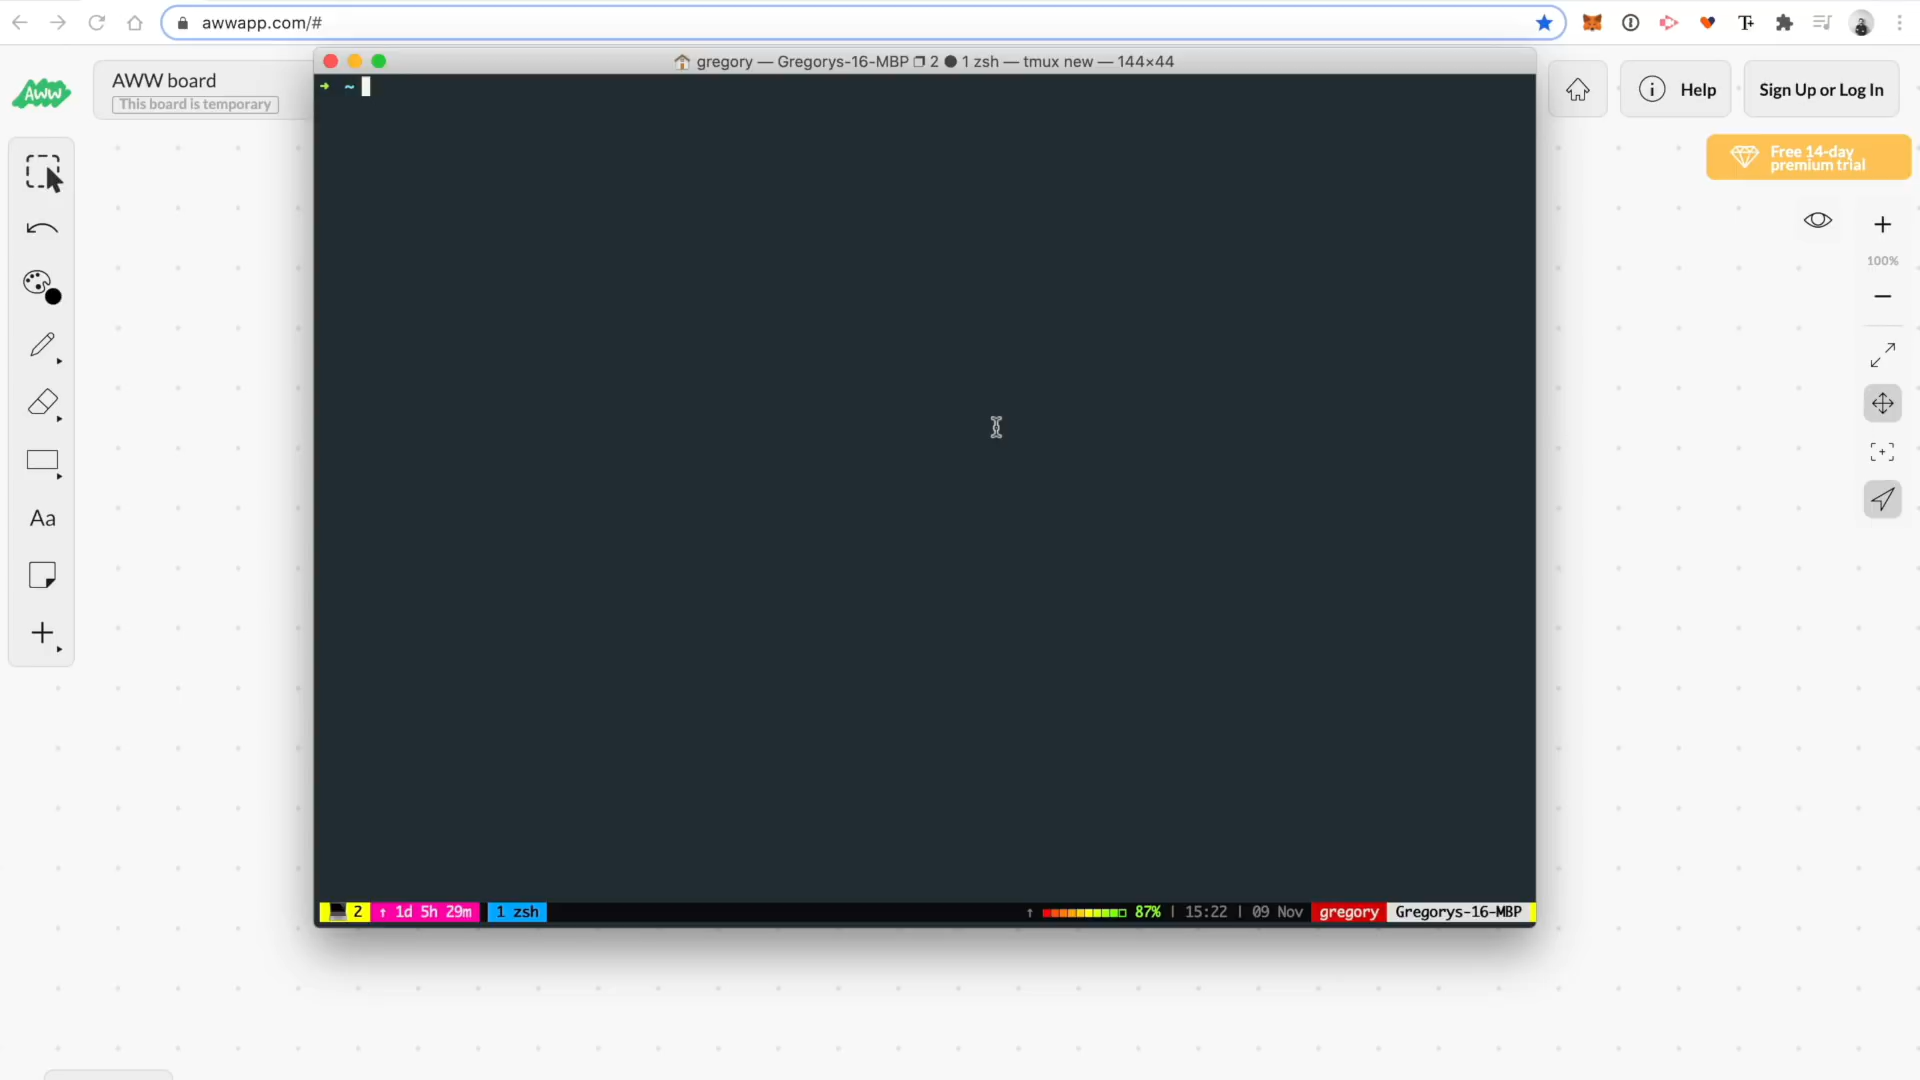 awwapp.com/#
gregory — Gregorys-16-MBP ❐ 2 ● 1 zsh — tmux new — 144×44
AWW
AWW board
This board is temporary
➜ ~
Help
Sign Up or Log In
Free 14-day
premium trial
100%
Aa
2 ↑ 1d 5h 29m 1 zsh
↑ 87% | 15:22 | 09 Nov gregory Gregorys-16-MBP